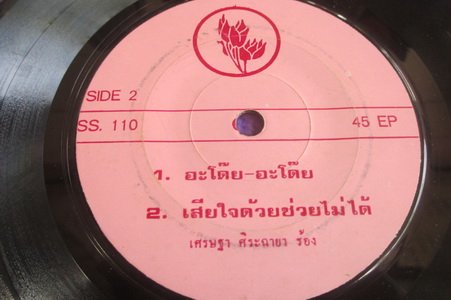 SIDE 2
SS. 110 45 EP
1. อะโด๊ย-อะโด๊ย
2. เสียใจด้วยช่วยไม่ได้
เศรษฐา ศิระฉายา ร้อง